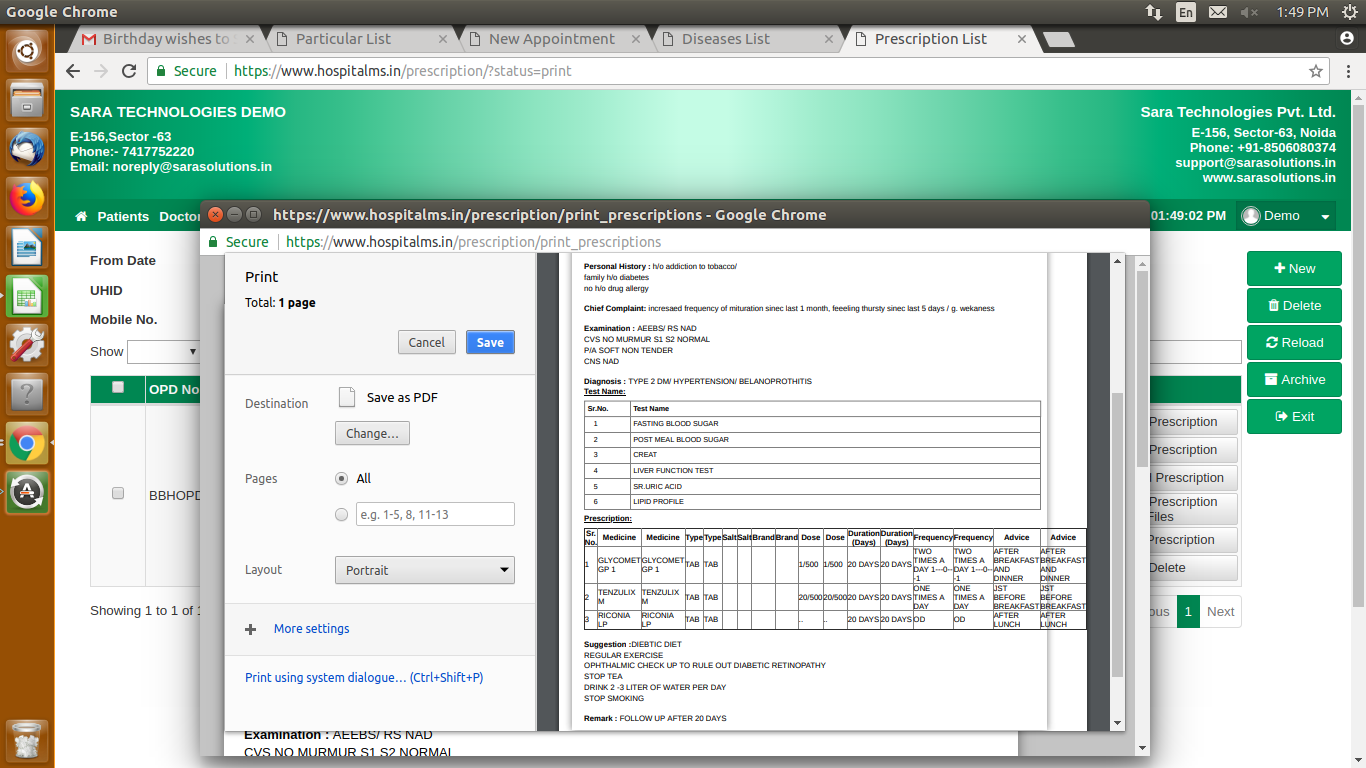 Google Chrome
En
1:49 PM
Birthday wishes to
Particular List
New Appointment
Diseases List
Prescription List
Secure https://www.hospitalms.in/prescription/?status=print
SARA TECHNOLOGIES DEMO
E-156,Sector -63
Phone:- 7417752220
Email: noreply@sarasolutions.in
Sara Technologies Pvt. Ltd.
E-156, Sector-63, Noida
Phone: +91-8506080374
support@sarasolutions.in
www.sarasolutions.in
Patients Doctor
01:49:02 PM
Demo
From Date
UHID
Mobile No.
Show
OPD No
BBHOPD
Showing 1 to 1 of 1
https://www.hospitalms.in/prescription/print_prescriptions - Google Chrome
Secure https://www.hospitalms.in/prescription/print_prescriptions
Print
Total: 1 page
Cancel
Save
Destination
Save as PDF
Change...
Pages
All
e.g. 1-5, 8, 11-13
Layout
Portrait
More settings
Print using system dialogue... (Ctrl+Shift+P)
Personal History : h/o addiction to tobacco/
family h/o diabetes
no h/o drug allergy
Chief Complaint: incresaed frequency of mituration sinec last 1 month, feeeling thursty sinec last 5 days / g. wekaness
Examination : AEEBS/ RS NAD
CVS NO MURMUR S1 S2 NORMAL
P/A SOFT NON TENDER
CNS NAD
Diagnosis : TYPE 2 DM/ HYPERTENSION/ BELANOPROTHITIS
Test Name:
Sr.No. Test Name
1 FASTING BLOOD SUGAR
2 POST MEAL BLOOD SUGAR
3 CREAT
4 LIVER FUNCTION TEST
5 SR.URIC ACID
6 LIPID PROFILE
Prescription:
Sr. No. Medicine Medicine Type Type Salt Salt Brand Brand Dose Dose Duration (Days) Duration (Days) Frequency Frequency Advice Advice
1 GLYCOMET GP 1 GLYCOMET GP 1 TAB TAB 1/500 1/500 20 DAYS 20 DAYS TWO TIMES A DAY 1---0---1 TWO TIMES A DAY 1---0---1 AFTER BREAKFAST AND DINNER AFTER BREAKFAST AND DINNER
2 TENZULIX M TENZULIX M TAB TAB 20/500 20/500 20 DAYS 20 DAYS ONE TIMES A DAY ONE TIMES A DAY JST BEFORE BREAKFAST JST BEFORE BREAKFAST
3 RICONIA LP RICONIA LP TAB TAB .. .. 20 DAYS 20 DAYS OD OD AFTER LUNCH AFTER LUNCH
Suggestion :DIEBTIC DIET
REGULAR EXERCISE
OPHTHALMIC CHECK UP TO RULE OUT DIABETIC RETINOPATHY
STOP TEA
DRINK 2 -3 LITER OF WATER PER DAY
STOP SMOKING
Remark : FOLLOW UP AFTER 20 DAYS
New
Delete
Reload
Archive
Exit
Prescription
Prescription
Prescription
Prescription
Files
Prescription
Delete
1 Next
Examination : AEEBS/ RS NAD
CVS NO MURMUR S1 S2 NORMAL